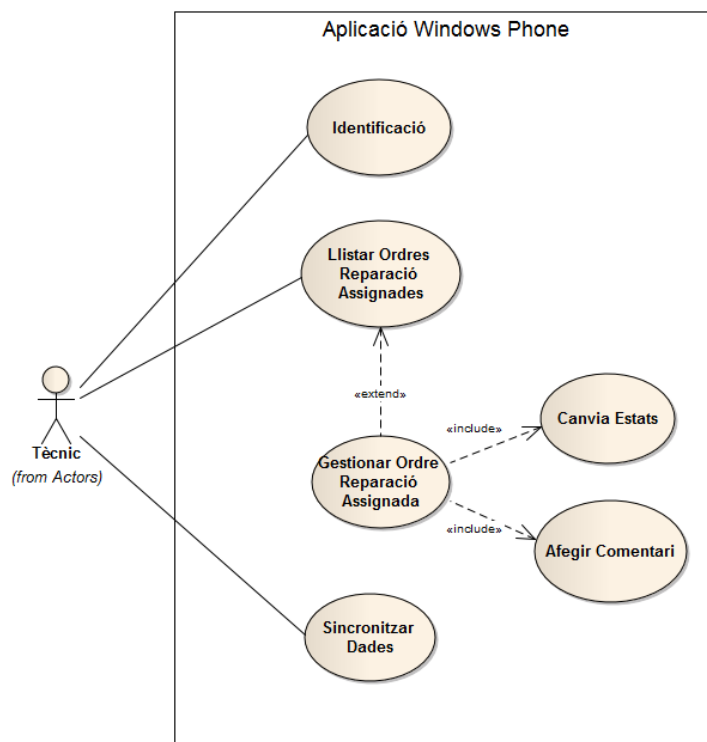 Aplicació Windows Phone
Identificació
Llistar Ordres
Reparació
Assignades
«extend»
Canvia Estats
«include»
Tècnic
(from Actors)
Gestionar Ordre
Reparació
Assignada
«include»
Afegir Comentari
Sincronitzar
Dades